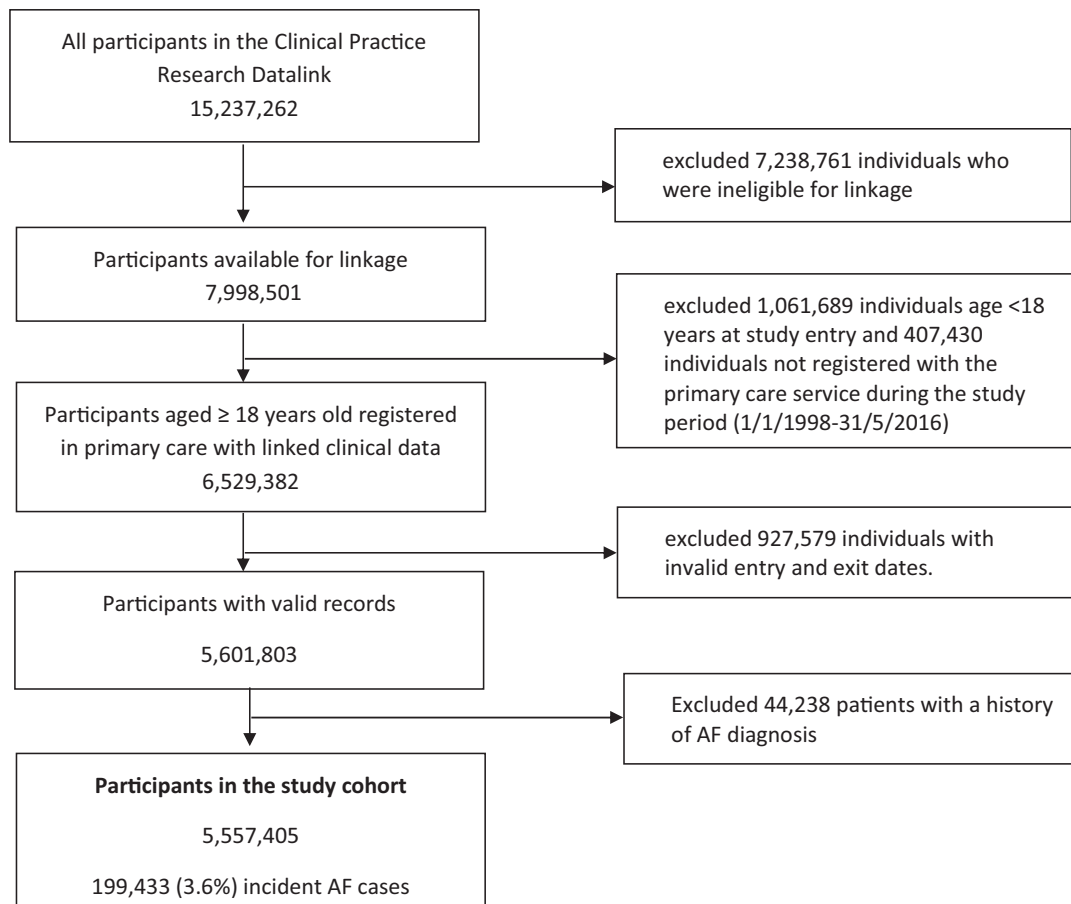 All participants in the Clinical Practice
Research Datalink
15,237,262
excluded 7,238,761 individuals who
were ineligible for linkage
Participants available for linkage
7,998,501
excluded 1,061,689 individuals age <18
years at study entry and 407,430
individuals not registered with the
primary care service during the study
period (1/1/1998-31/5/2016)
Participants aged ≥ 18 years old registered
in primary care with linked clinical data
6,529,382
excluded 927,579 individuals with
invalid entry and exit dates.
Participants with valid records
5,601,803
Excluded 44,238 patients with a history
of AF diagnosis
Participants in the study cohort
5,557,405
199,433 (3.6%) incident AF cases